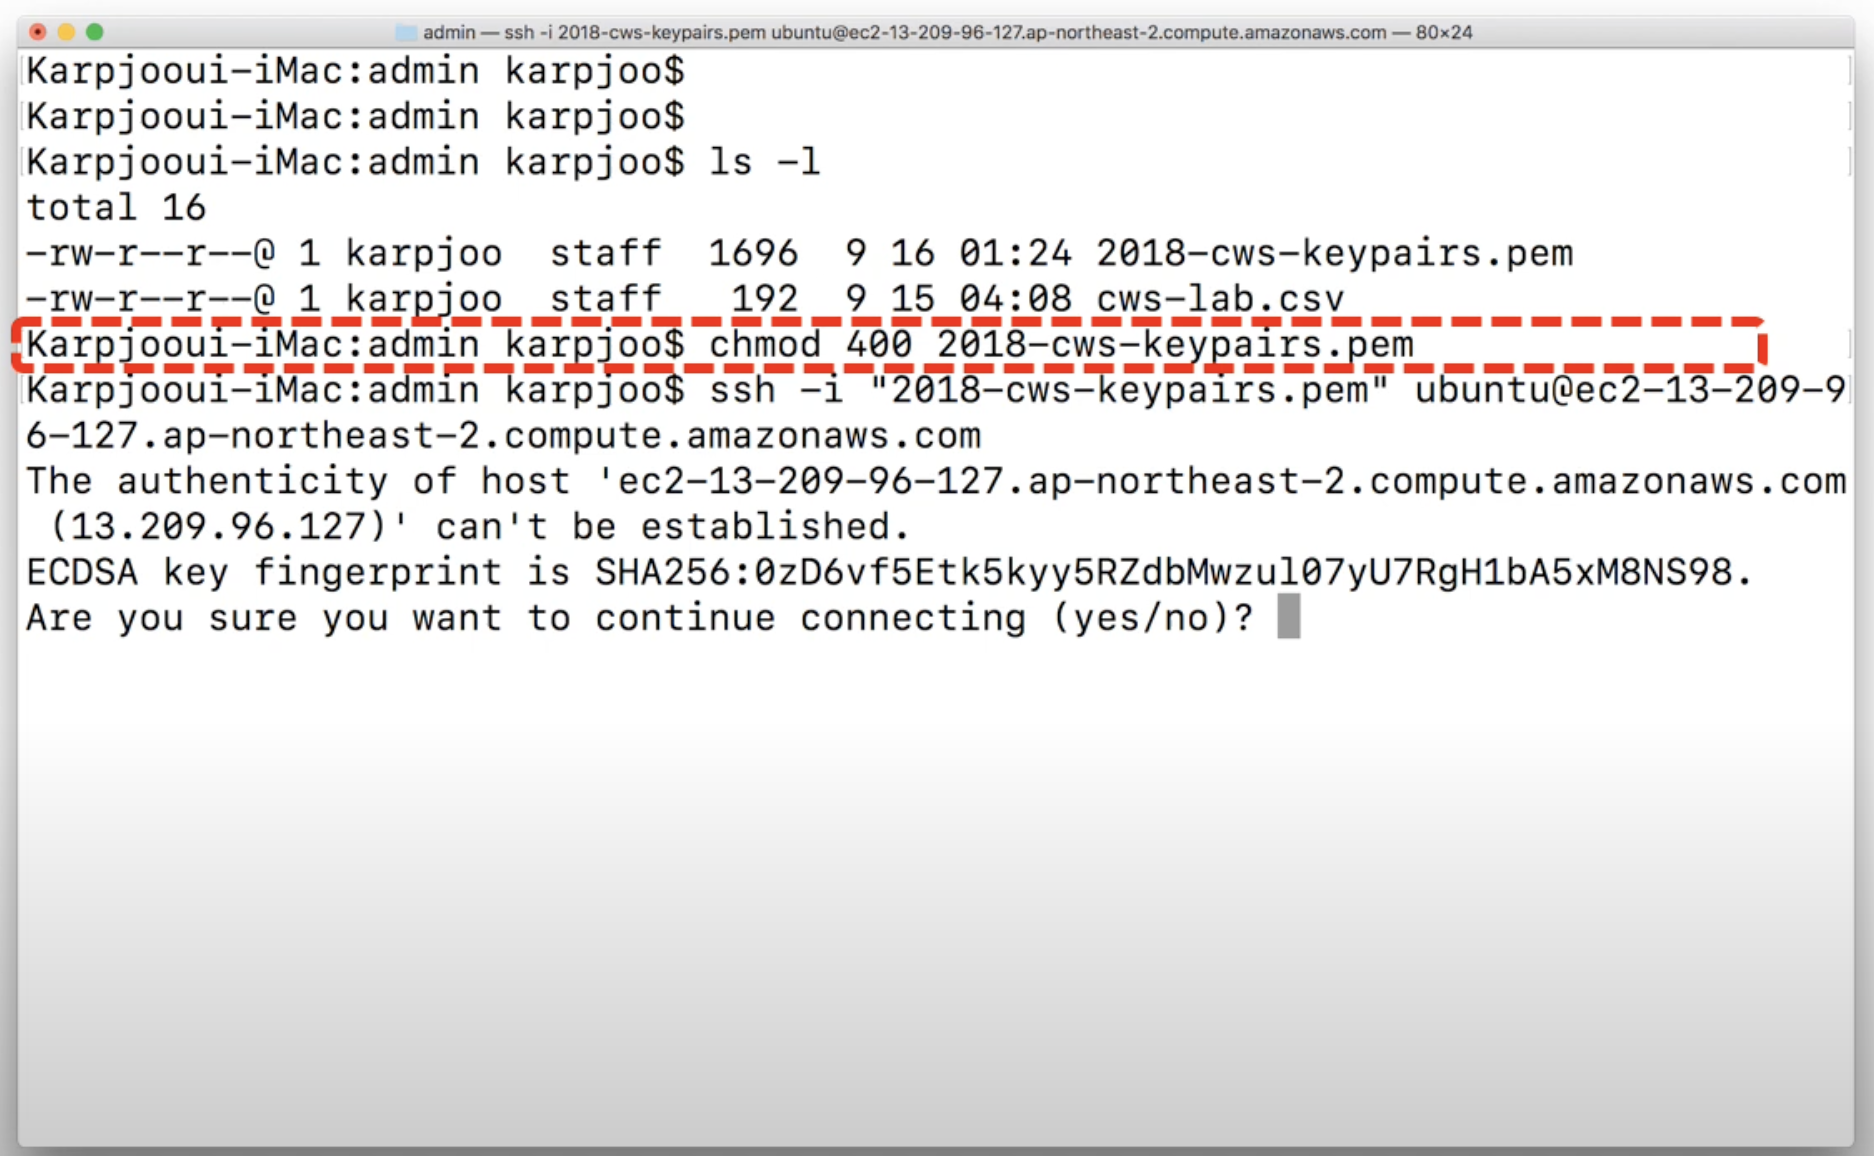 admin — ssh -i 2018-cws-keypairs.pem ubuntu@ec2-13-209-96-127.ap-northeast-2.compute.amazonaws.com — 80×24
Karpjooui-iMac:admin karpjoo$
Karpjooui-iMac:admin karpjoo$
Karpjooui-iMac:admin karpjoo$ ls -l
total 16
-rw-r--r--@ 1 karpjoo  staff  1696  9 16 01:24 2018-cws-keypairs.pem
-rw-r--r--@ 1 karpjoo  staff   192  9 15 04:08 cws-lab.csv
Karpjooui-iMac:admin karpjoo$ chmod 400 2018-cws-keypairs.pem
Karpjooui-iMac:admin karpjoo$ ssh -i "2018-cws-keypairs.pem" ubuntu@ec2-13-209-9
6-127.ap-northeast-2.compute.amazonaws.com
The authenticity of host 'ec2-13-209-96-127.ap-northeast-2.compute.amazonaws.com
 (13.209.96.127)' can't be established.
ECDSA key fingerprint is SHA256:0zD6vf5Etk5kyy5RZdbMwzul07yU7RgH1bA5xM8NS98.
Are you sure you want to continue connecting (yes/no)?